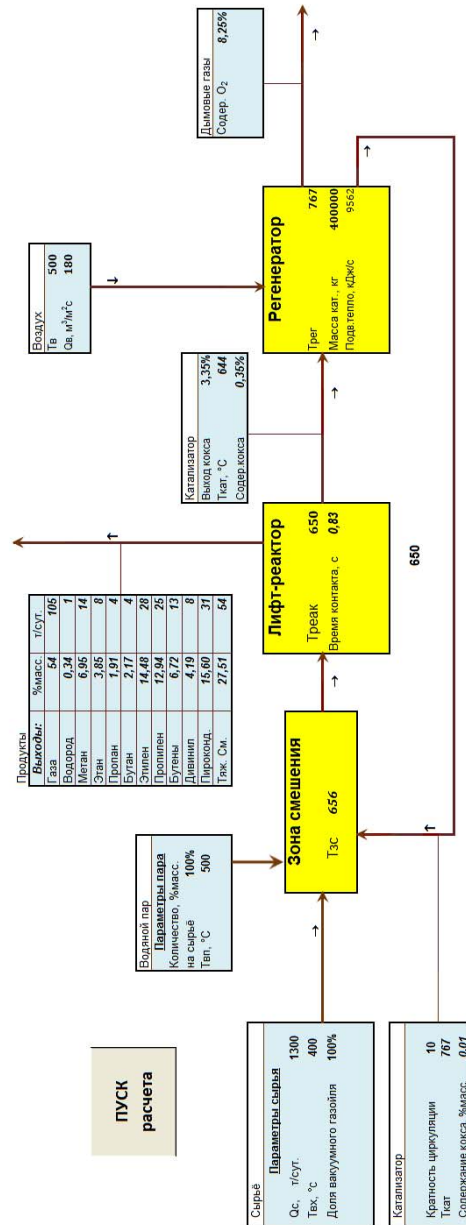 ПУСК
расчета
Сырьё
Параметры сырья
Qс, т/сут. 1300
Твх, °с 400
Доля вакуумного газойля 100%
Катализатор
Кратность циркуляции 10
Ткат 767
Содержание кокса, %масс. 0,01
Водяной пар
Параметры пара
Количество, %масс.
на сырьё 100%
Твп, °С 500
Зона смешения
Тзс 656
Продукты
Выходы: %масс. т/сут.
Газа 54 105
Водород 0,34 1
Метан 6,95 14
Этан 3,85 8
Пропан 1,91 4
Бутан 2,17 4
Этилен 14,48 28
Пропилен 12,94 25
Бутены 6,72 13
Дивинил 4,19 8
Пироконд. 15,60 31
Тяж. См. 27,51 54
Лифт-реактор
Треак 650
Время контакта, с 0,83
650
Катализатор
Выход кокса 3,35%
Ткат, °С 644
Содер.кокса 0,35%
Воздух
Тв 500
Qв, м³/м²с 180
Регенератор
Трег 767
Масса кат., кг 400000
Подв.тепло, кДж/с 9562
Дымовые газы
Содер. О₂ 8,25%